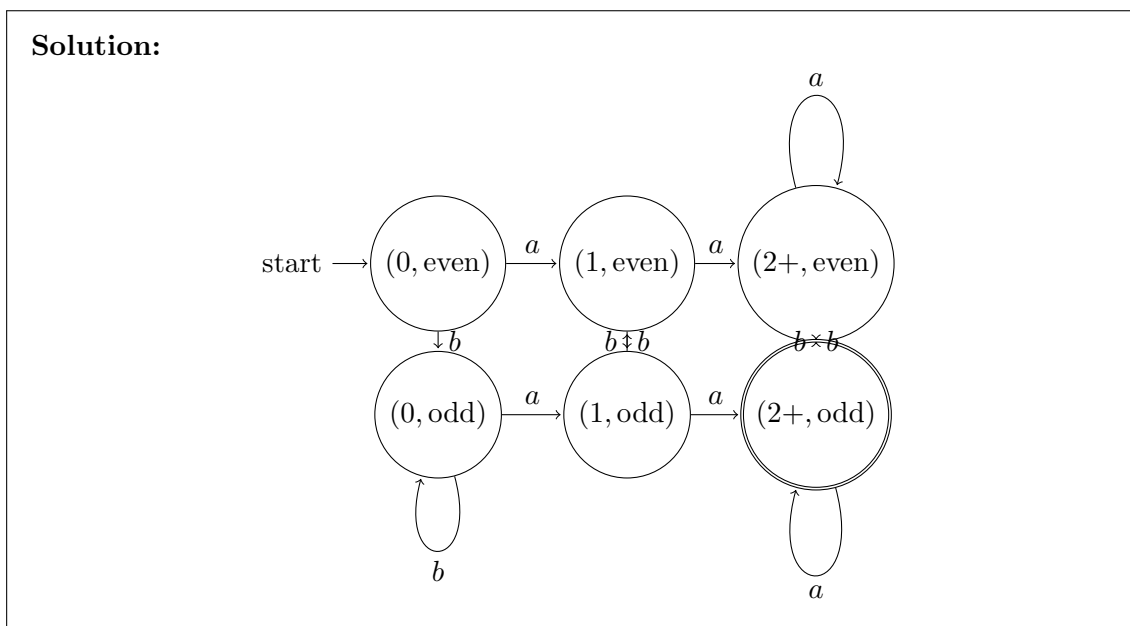 Solution:
a
start (0, even) a (1, even) a (2+, even)
b b b b b
(0, odd) a (1, odd) a (2+, odd)
b
a